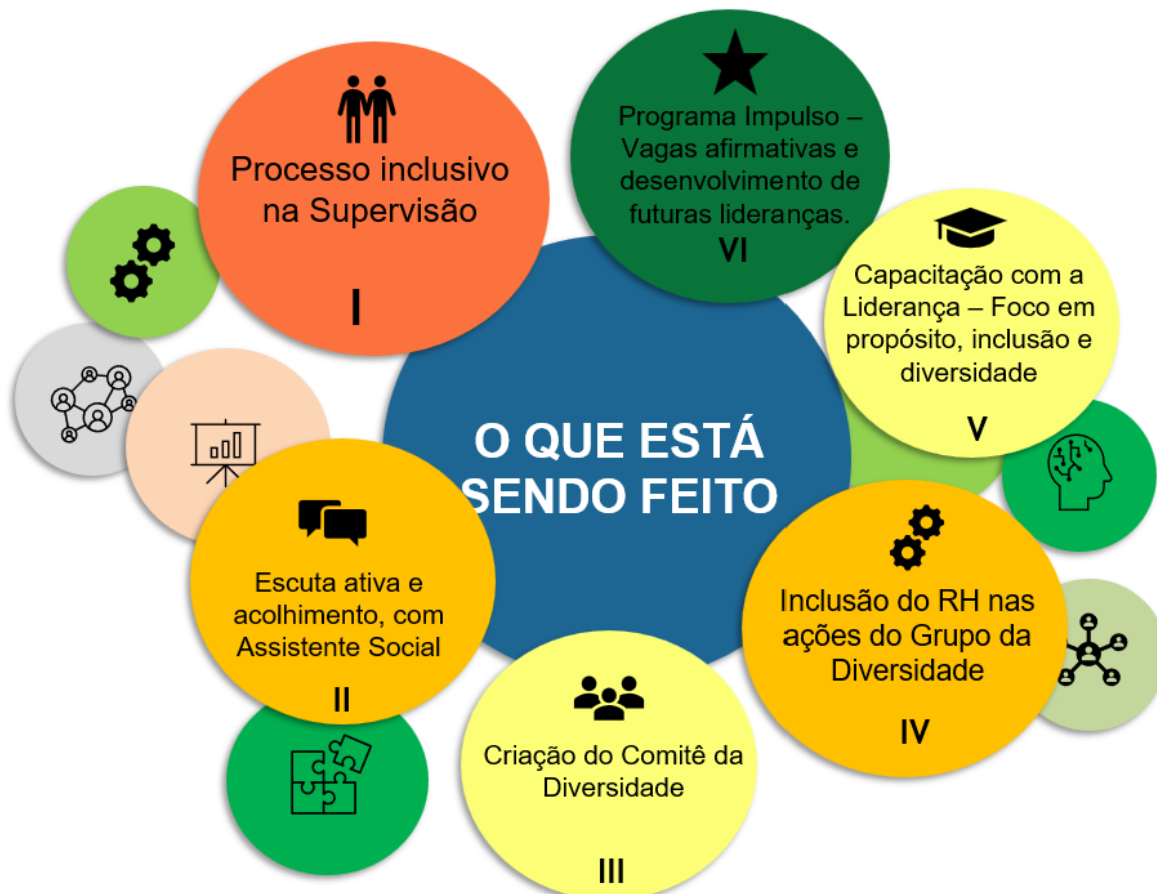 O QUE ESTÁ
SENDO FEITO
Processo inclusivo
na Supervisão
I
Escuta ativa e
acolhimento, com
Assistente Social
II
Criação do Comitê da
Diversidade
III
Inclusão do RH nas
ações do Grupo da
Diversidade
IV
Capacitação com a
Liderança – Foco em
propósito, inclusão e
diversidade
V
Programa Impulso –
Vagas afirmativas e
desenvolvimento de
futuras lideranças.
VI